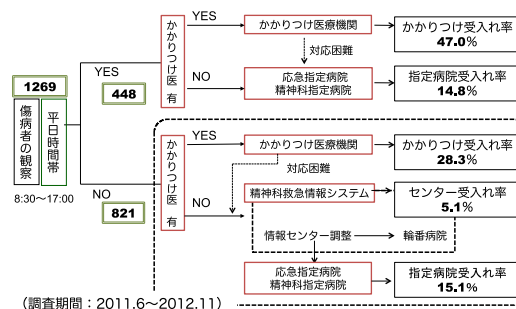 1269
傷病者の観察
平日時間帯
8:30〜17:00
YES
448
NO
821
かかりつけ医 有
YES
かかりつけ医療機関
かかりつけ受入れ率
47.0%
対応困難
NO
応急指定病院
精神科指定病院
指定病院受入れ率
14.8%
かかりつけ医 有
YES
かかりつけ医療機関
かかりつけ受入れ率
28.3%
対応困難
NO
精神科救急情報システム
センター受入れ率
5.1%
情報センター調整
輪番病院
応急指定病院
精神科指定病院
指定病院受入れ率
15.1%
(調査期間:2011.6〜2012.11)